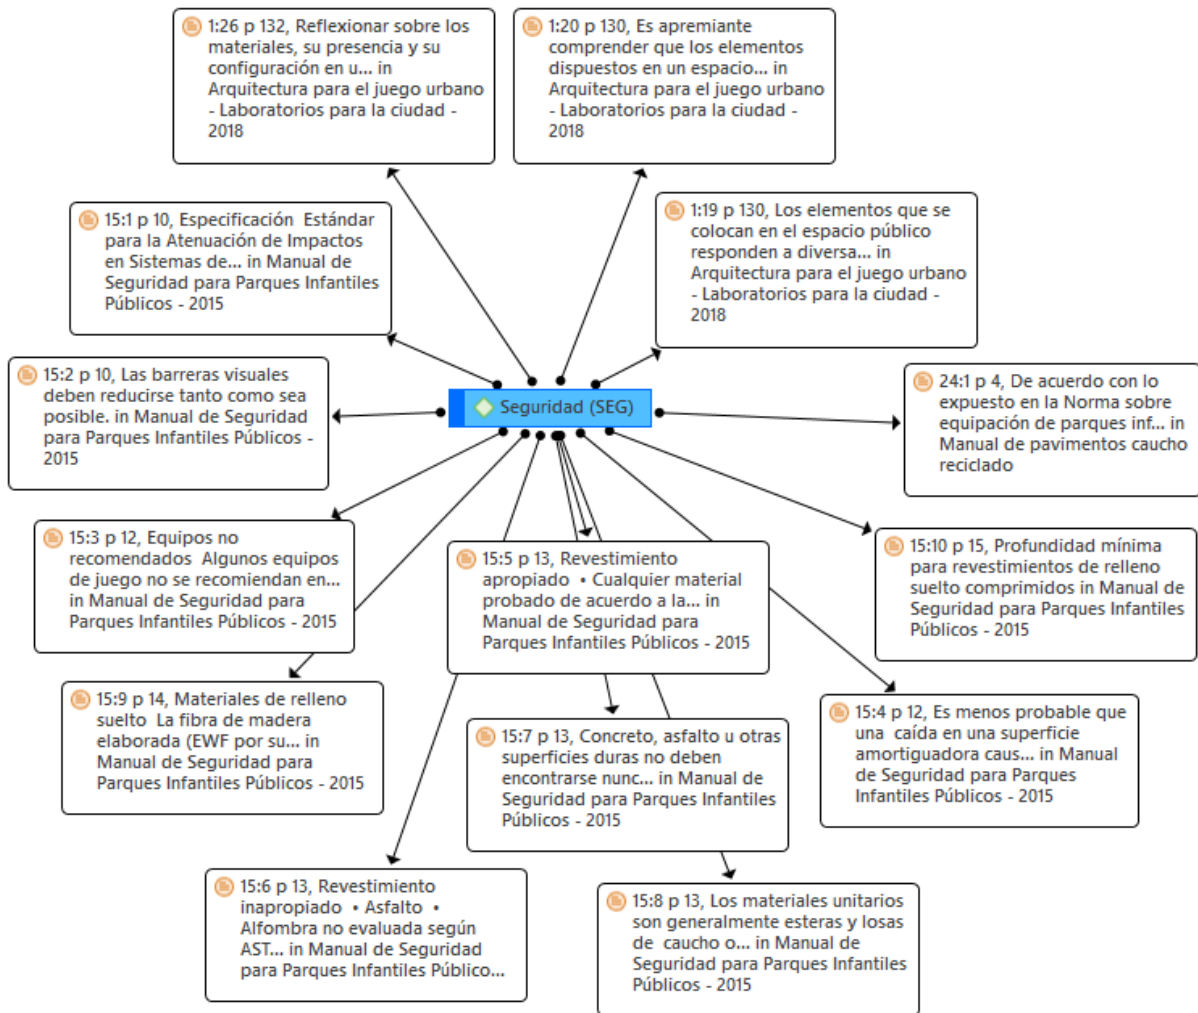 1:26 p 132, Reflexionar sobre los
materiales, su presencia y su
configuración en u... in
Arquitectura para el juego urbano
- Laboratorios para la ciudad -
2018
1:20 p 130, Es apremiante
comprender que los elementos
dispuestos en un espacio... in
Arquitectura para el juego urbano
- Laboratorios para la ciudad -
2018
15:1 p 10, Especificación Estándar
para la Atenuación de Impactos
en Sistemas de... in Manual de
Seguridad para Parques Infantiles
Públicos - 2015
1:19 p 130, Los elementos que se
colocan en el espacio público
responden a diversa... in
Arquitectura para el juego urbano
- Laboratorios para la ciudad -
2018
15:2 p 10, Las barreras visuales
deben reducirse tanto como sea
posible. in Manual de Seguridad
para Parques Infantiles Públicos -
2015
Seguridad (SEG)
24:1 p 4, De acuerdo con lo
expuesto en la Norma sobre
equipación de parques inf... in
Manual de pavimentos caucho
reciclado
15:3 p 12, Equipos no
recomendados Algunos equipos
de juego no se recomiendan en...
in Manual de Seguridad para
Parques Infantiles Públicos - 2015
15:5 p 13, Revestimiento
apropiado • Cualquier material
probado de acuerdo a la... in
Manual de Seguridad para
Parques Infantiles Públicos - 2015
15:10 p 15, Profundidad mínima
para revestimientos de relleno
suelto comprimidos in Manual de
Seguridad para Parques Infantiles
Públicos - 2015
15:9 p 14, Materiales de relleno
suelto La fibra de madera
elaborada (EWF por su... in
Manual de Seguridad para
Parques Infantiles Públicos - 2015
15:7 p 13, Concreto, asfalto u otras
superficies duras no deben
encontrarse nunc... in Manual de
Seguridad para Parques Infantiles
Públicos - 2015
15:4 p 12, Es menos probable que
una caída en una superficie
amortiguadora caus... in Manual
de Seguridad para Parques
Infantiles Públicos - 2015
15:6 p 13, Revestimiento
inapropiado • Asfalto •
Alfombra no evaluada según
AST... in Manual de Seguridad
para Parques Infantiles Público...
15:8 p 13, Los materiales unitarios
son generalmente esteras y losas
de caucho o... in Manual de
Seguridad para Parques Infantiles
Públicos - 2015